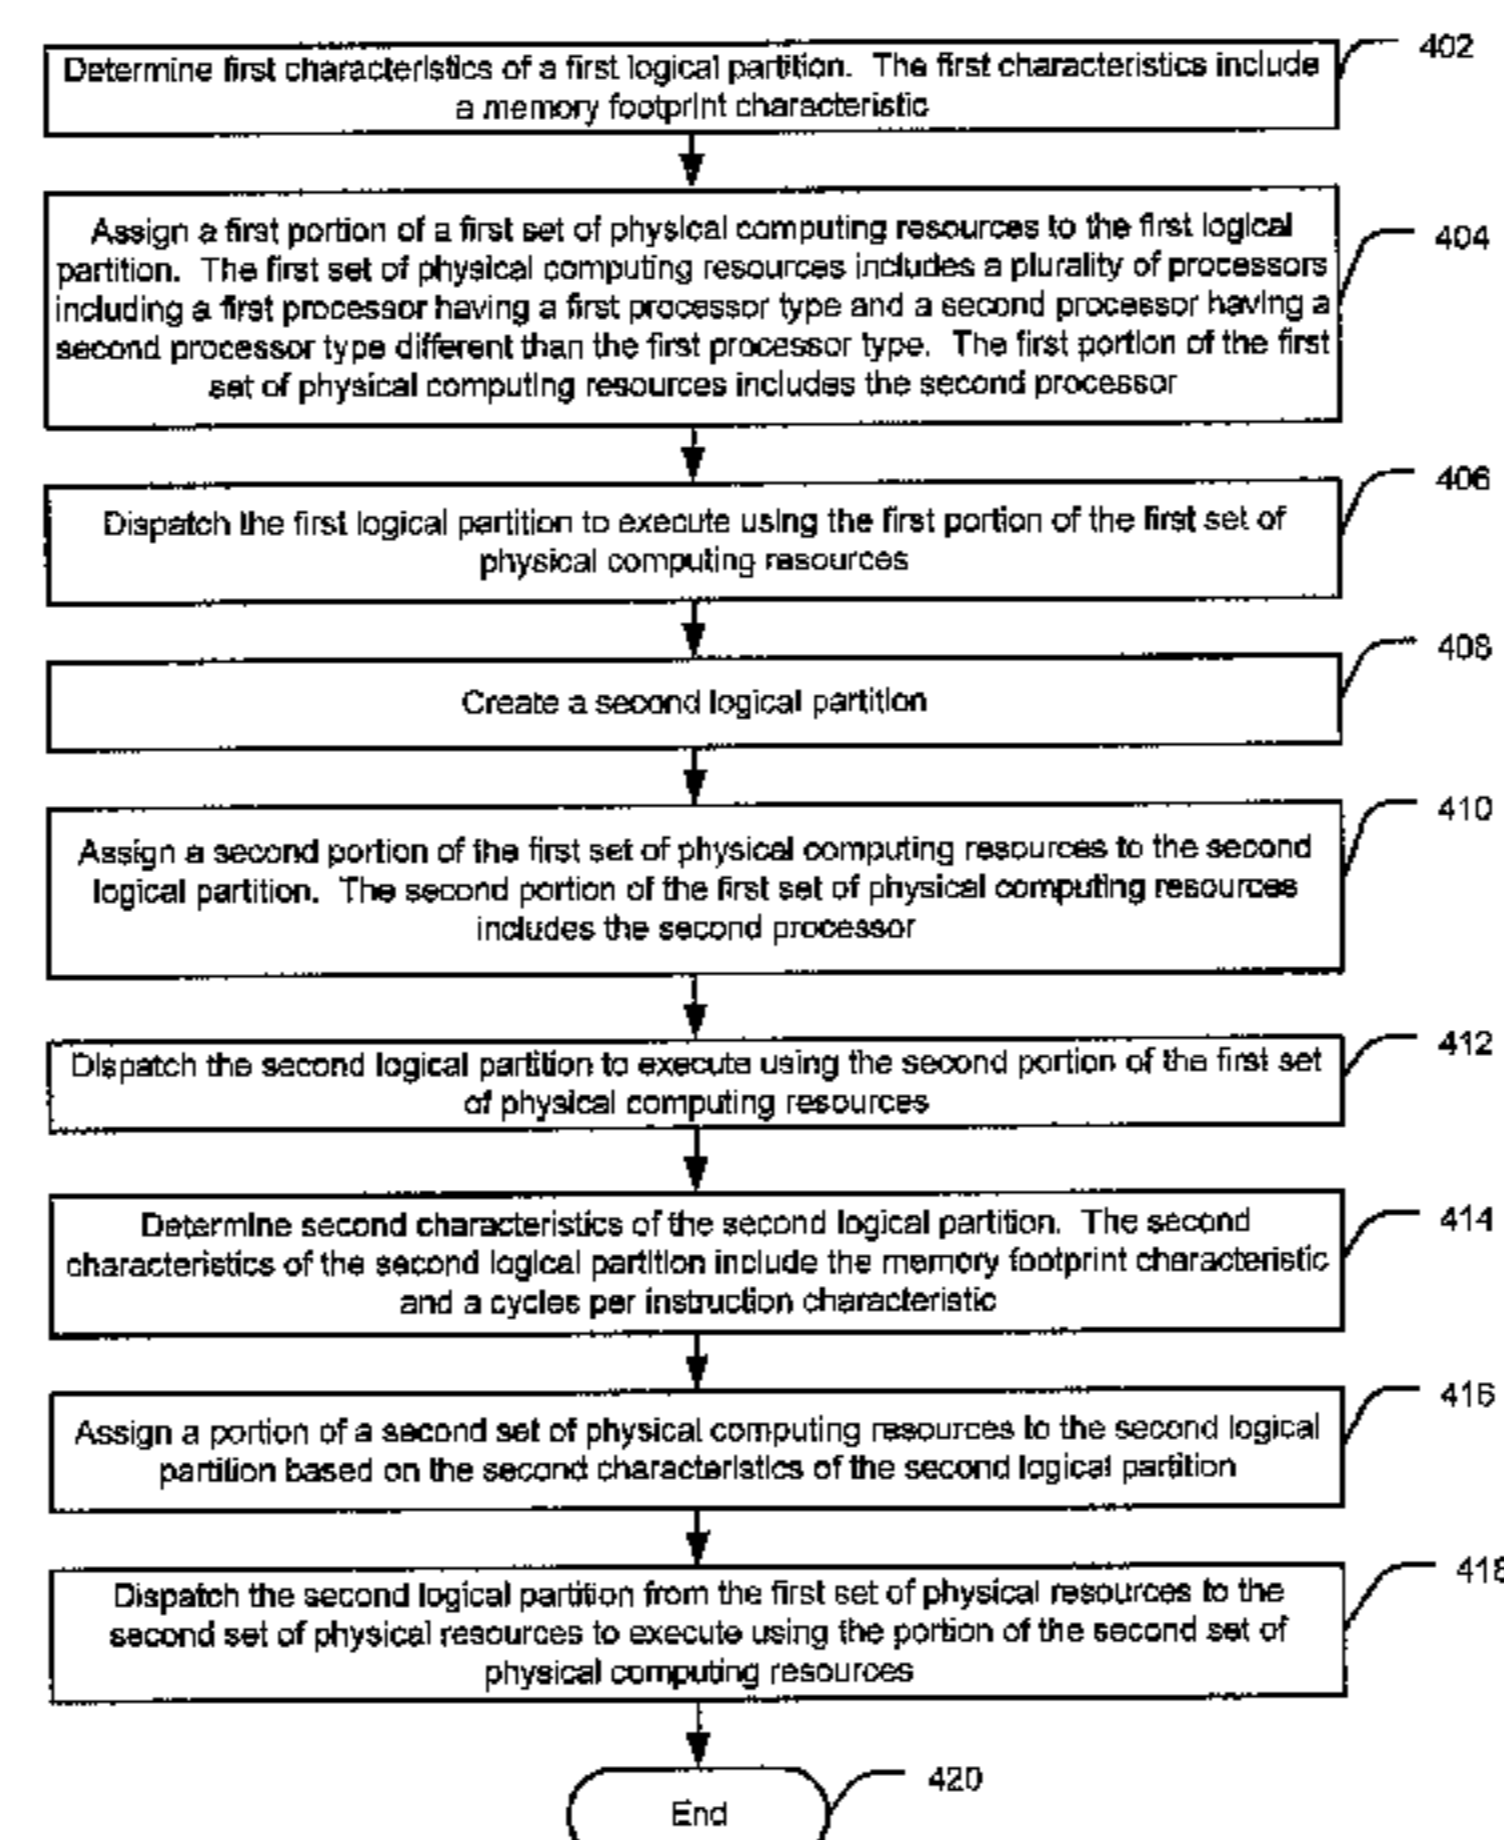 402
Determine first characteristics of a first logical partition. The first characteristics include
a memory footprint characteristic
404
Assign a first portion of a first set of physical computing resources to the first logical
partition. The first set of physical computing resources includes a plurality of processors
including a first processor having a first processor type and a second processor having a
second processor type different than the first processor type. The first portion of the first
set of physical computing resources includes the second processor
406
Dispatch the first logical partition to execute using the first portion of the first set of
physical computing resources
408
Create a second logical partition
410
Assign a second portion of the first set of physical computing resources to the second
logical partition. The second portion of the first set of physical computing resources
includes the second processor
412
Dispatch the second logical partition to execute using the second portion of the first set
of physical computing resources
414
Determine second characteristics of the second logical partition. The second
characteristics of the second logical partition include the memory footprint characteristic
and a cycles per instruction characteristic
416
Assign a portion of a second set of physical computing resources to the second logical
partition based on the second characteristics of the second logical partition
418
Dispatch the second logical partition from the first set of physical resources to the
second set of physical resources to execute using the portion of the second set of
physical computing resources
420
End